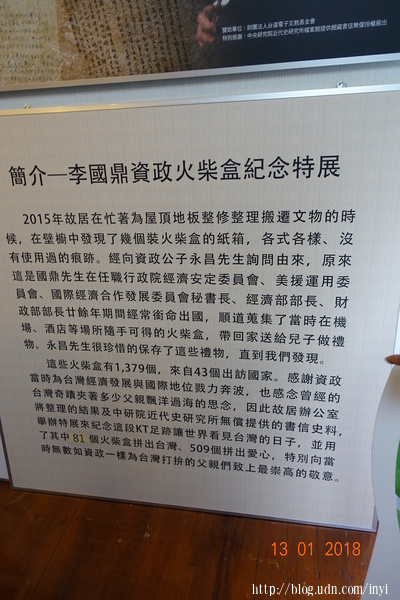 贊助單位：財團法人台達電子文教基金會
特別感謝：中央研究院近代史研究所檔案館提供館藏書信無償授權展出
簡介—李國鼎資政火柴盒紀念特展
2015年故居在忙著為屋頂地板整修整理搬遷文物的時
候，在壁櫥中發現了幾個裝火柴盒的紙箱，各式各樣、沒
有使用過的痕跡。經向資政公子永昌先生詢問由來，原來
這是國鼎先生在任職行政院經濟安定委員會、美援運用委
員會、國際經濟合作發展委員會秘書長、經濟部部長、財
政部部長廿餘年期間經常銜命出國，順道蒐集了當時在機
場、酒店等場所隨手可得的火柴盒，帶回家送給兒子做禮
物。永昌先生很珍惜的保存了這些禮物，直到我們發現。
這些火柴盒有1,379個，來自43個出訪國家。感謝資政
當時為台灣經濟發展與國際地位戮力奔波，也感念曾經的
台灣奇蹟夾著多少父親飄洋過海的思念，因此故居辦公室
將整理的結果及中研院近代史研究所無償提供的書信史料，
舉辦特展來紀念這段KT足跡讓世界看見台灣的日子，並用
了其中 81 個火柴盒拼出台灣、509個拼出愛心，特別向當
時無數如資政一樣為台灣打拚的父親們致上最崇高的敬意。
13 01 2018
http://blog.udn.com/inyi